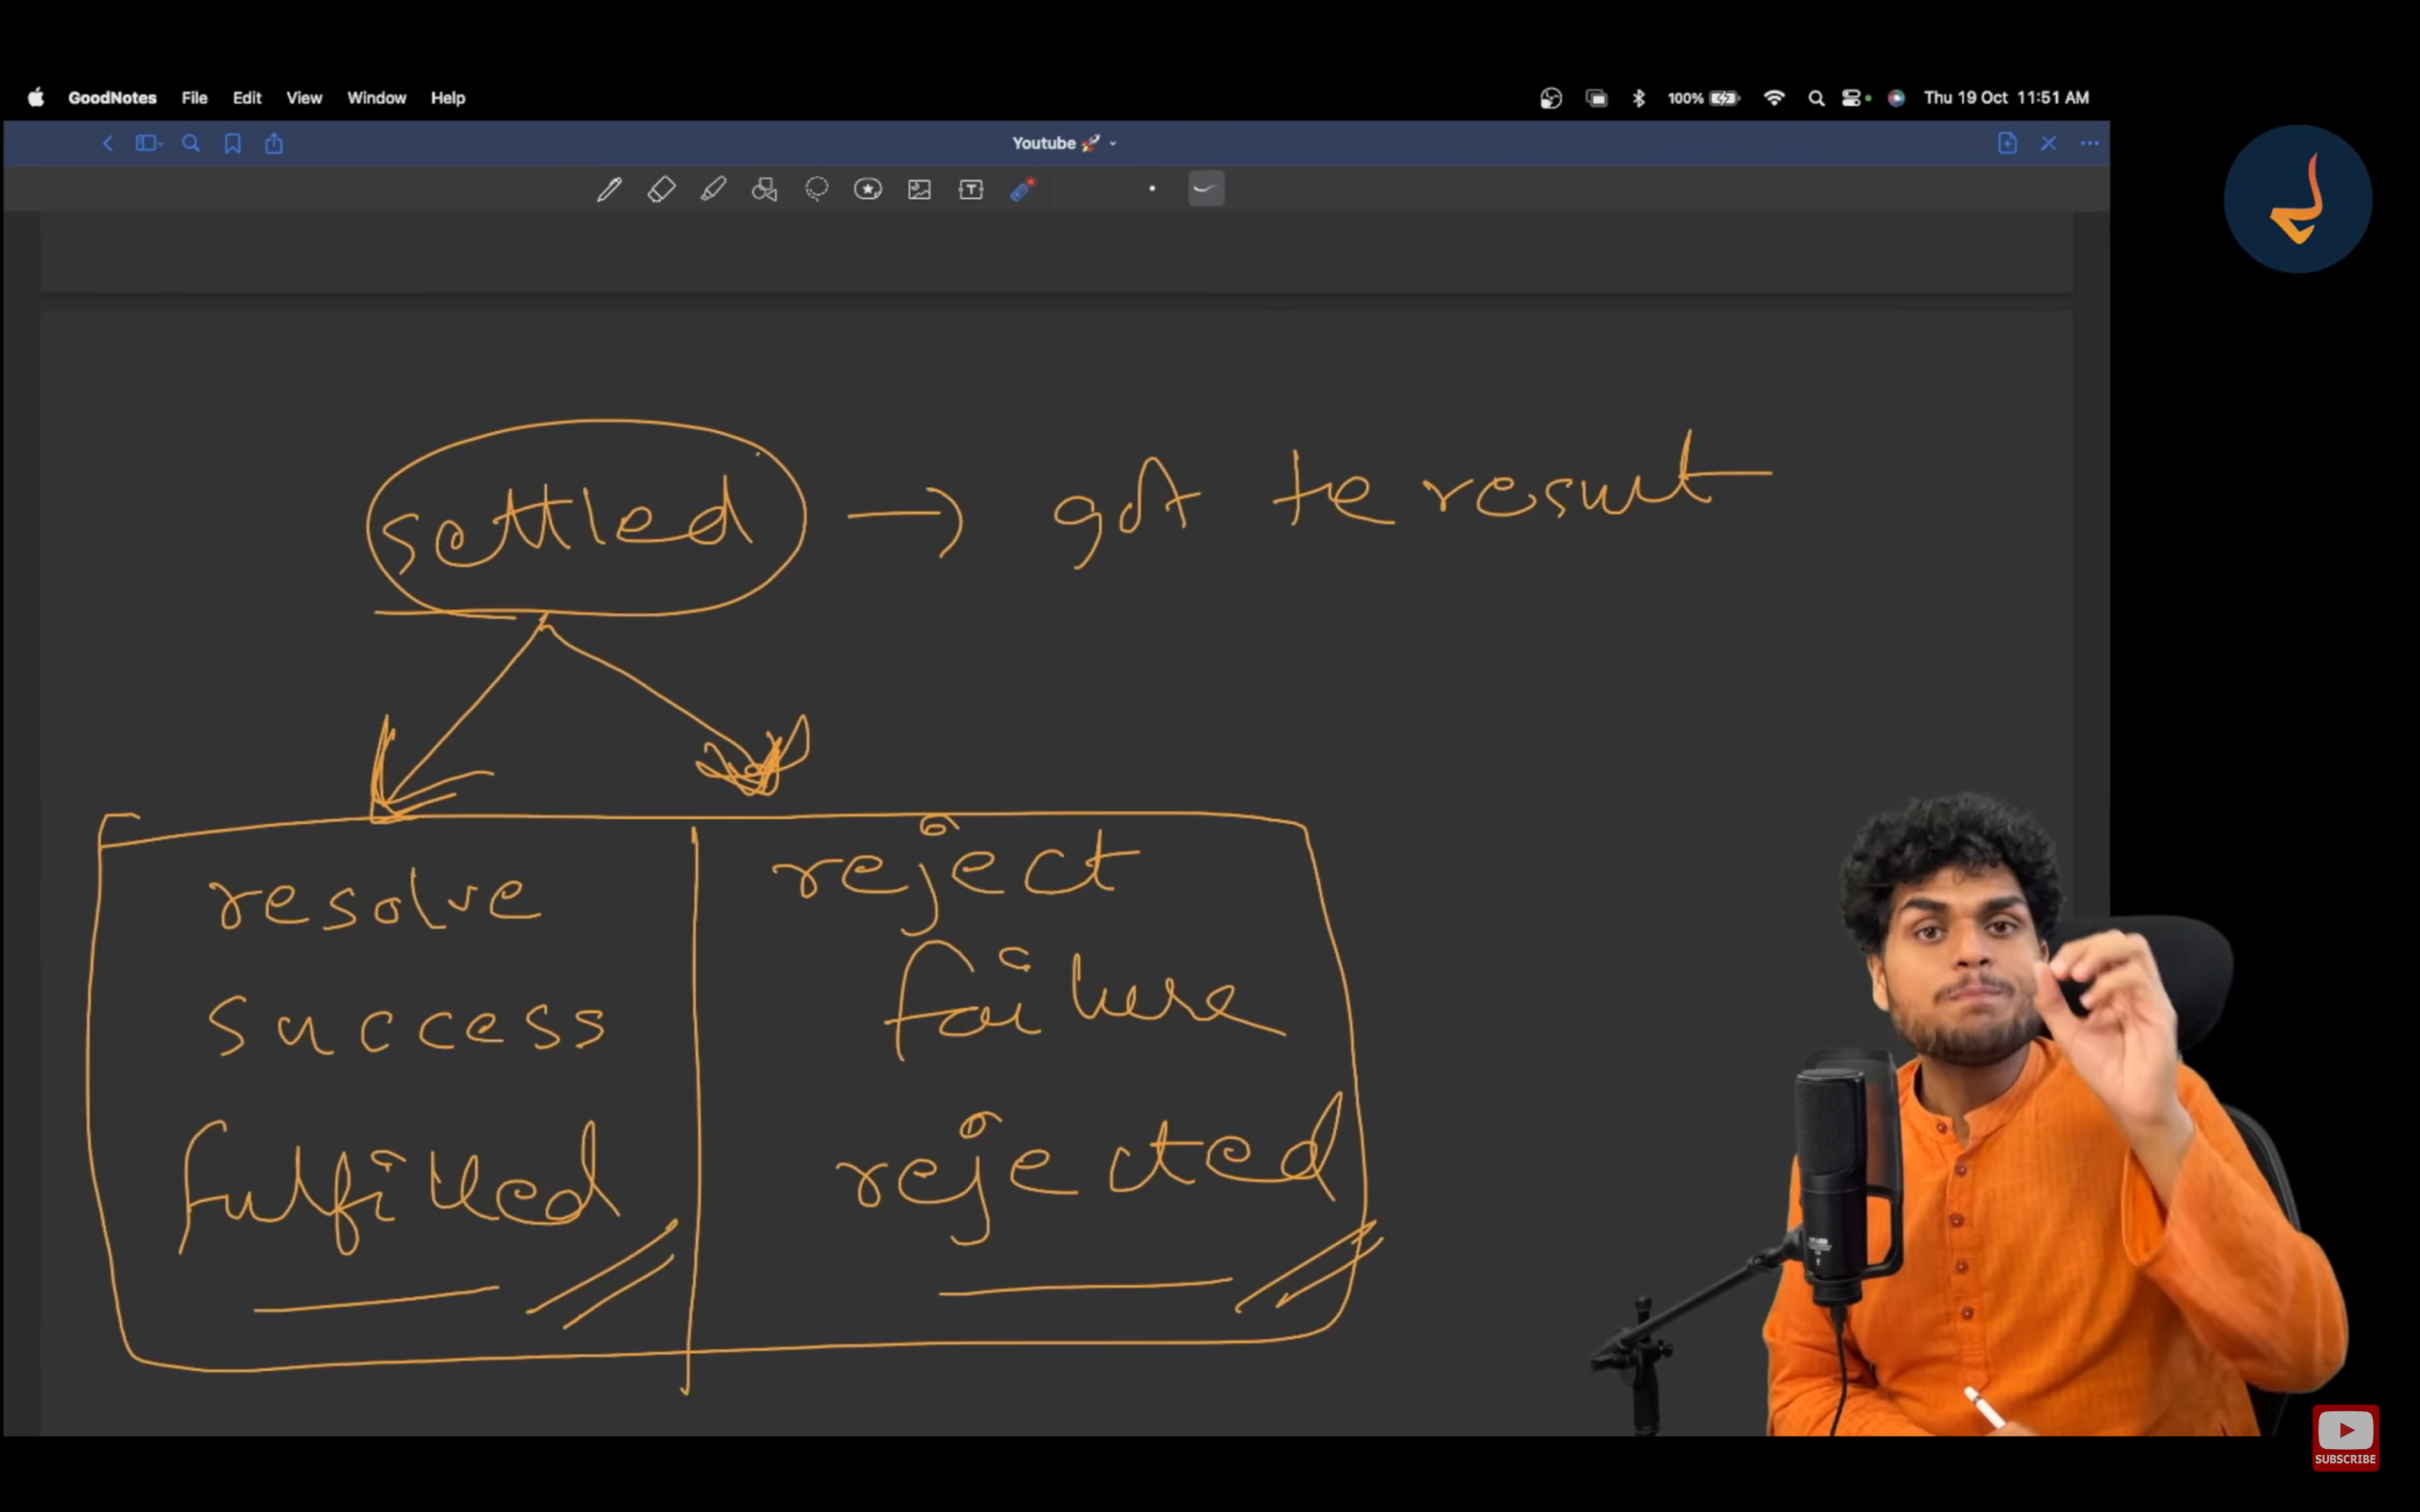 GoodNotes File Edit View Window Help 100% Thu 19 Oct 11:51 AM
Youtube 🚀
T
settled → got te result
resolve
reject
success
failure
fulfilled
rejected
SUBSCRIBE